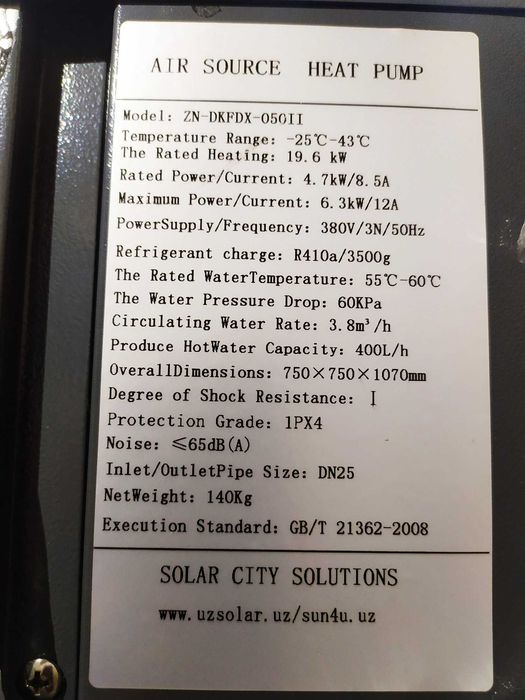 AIR SOURCE HEAT PUMP
Model: ZN-DKFDX-050II
Temperature Range: -25℃-43℃
The Rated Heating: 19.6 kW
Rated Power/Current: 4.7kW/8.5A
Maximum Power/Current: 6.3kW/12A
PowerSupply/Frequency: 380V/3N/50Hz
Refrigerant charge: R410a/3500g
The Rated WaterTemperature: 55℃-60℃
The Water Pressure Drop: 60KPa
Circulating Water Rate: 3.8m³/h
Produce HotWater Capacity: 400L/h
OverallDimensions: 750×750×1070mm
Degree of Shock Resistance: I
Protection Grade: 1PX4
Noise: ≤65dB(A)
Inlet/OutletPipe Size: DN25
NetWeight: 140Kg
Execution Standard: GB/T 21362-2008
SOLAR CITY SOLUTIONS
www.uzsolar.uz/sun4u.uz